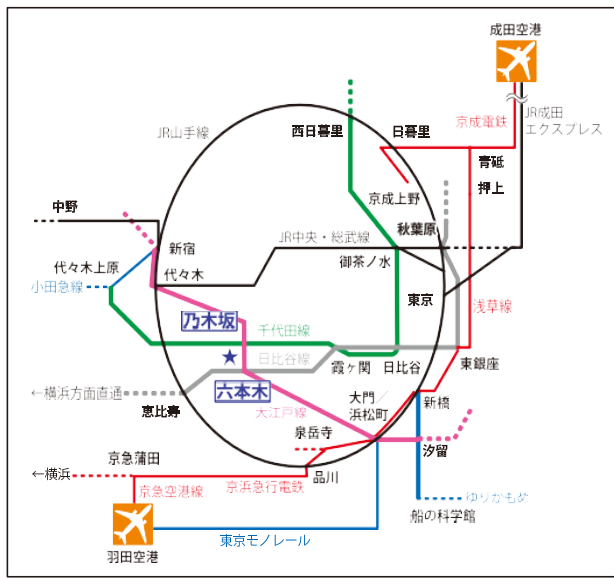 成田空港
JR山手線
西日暮里
日暮里
京成電鉄
JR成田
エクスプレス
青砥
押上
京成上野
中野
秋葉原
新宿
JR中央・総武線
御茶ノ水
代々木上原
代々木
小田急線
東京
浅草線
乃木坂
千代田線
日比谷線
霞ヶ関
日比谷
東銀座
←横浜方面直通
六本木
恵比寿
大江戸線
大門／
浜松町
新橋
泉岳寺
汐留
京急蒲田
←横浜
品川
京浜急行電鉄
京急空港線
ゆりかもめ
船の科学館
東京モノレール
羽田空港